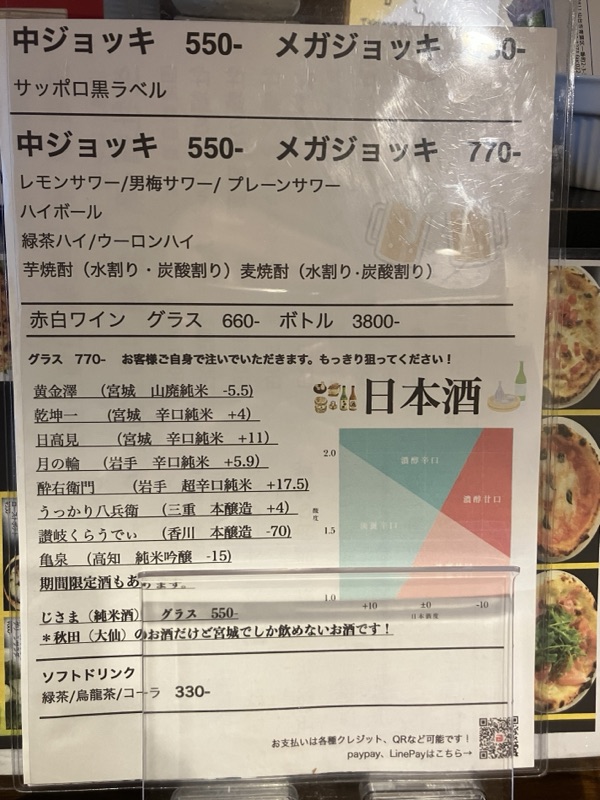 中ジョッキ 550- メガジョッキ
サッポロ黒ラベル
中ジョッキ 550- メガジョッキ 770-
レモンサワー/男梅サワー/ プレーンサワー
ハイボール
緑茶ハイ/ウーロンハイ
芋焼酎（水割り・炭酸割り）麦焼酎（水割り·炭酸割り）
赤白ワイン グラス 660- ボトル 3800-
グラス 770- お客様ご自身で注いでいただきます。もっきり狙ってください！
黄金澤 （宮城 山廃純米 -5.5)
乾坤一 （宮城 辛口純米 +4）
日高見 （宮城 辛口純米 +11）
月の輪 （岩手 辛口純米 +5.9）
酔右衛門 （岩手 超辛口純米 +17.5)
うっかり八兵衛 （三重 本醸造 +4）
讃岐くらうでぃ （香川 本醸造 -70)
亀泉 （高知 純米吟醸 -15)
期間限定酒もあります。
じさま（純米酒） グラス 550-
＊秋田（大仙）のお酒だけど宮城でしか飲めないお酒です！
日本酒
2.0
濃醇辛口
濃醇甘口
酸度
1.5
淡麗辛口
1.0
+10 ±0 -10
日本酒度
ソフトドリンク
緑茶/烏龍茶/コーラ 330-
お支払いは各種クレジット、QRなど可能です！
paypay、LinePayはこちら→